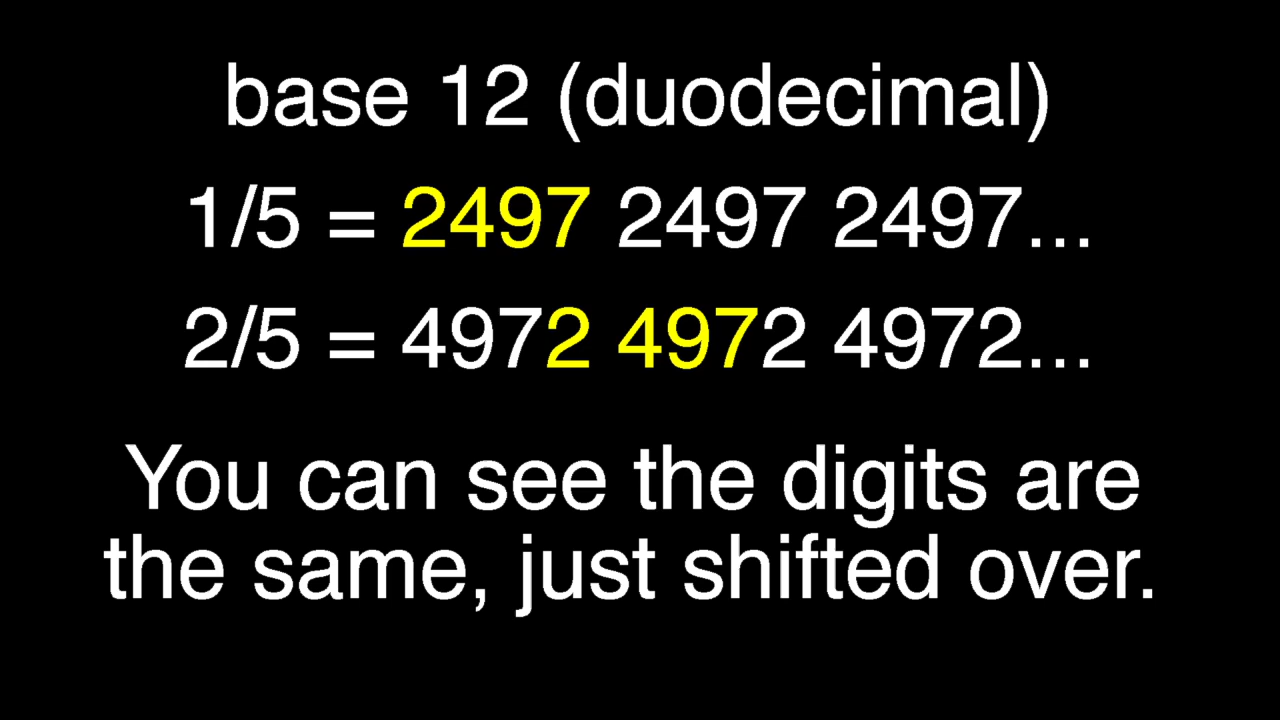 base 12 (duodecimal)
1/5 = 2497 2497 2497...
2/5 = 4972 4972 4972...
You can see the digits are
the same, just shifted over.